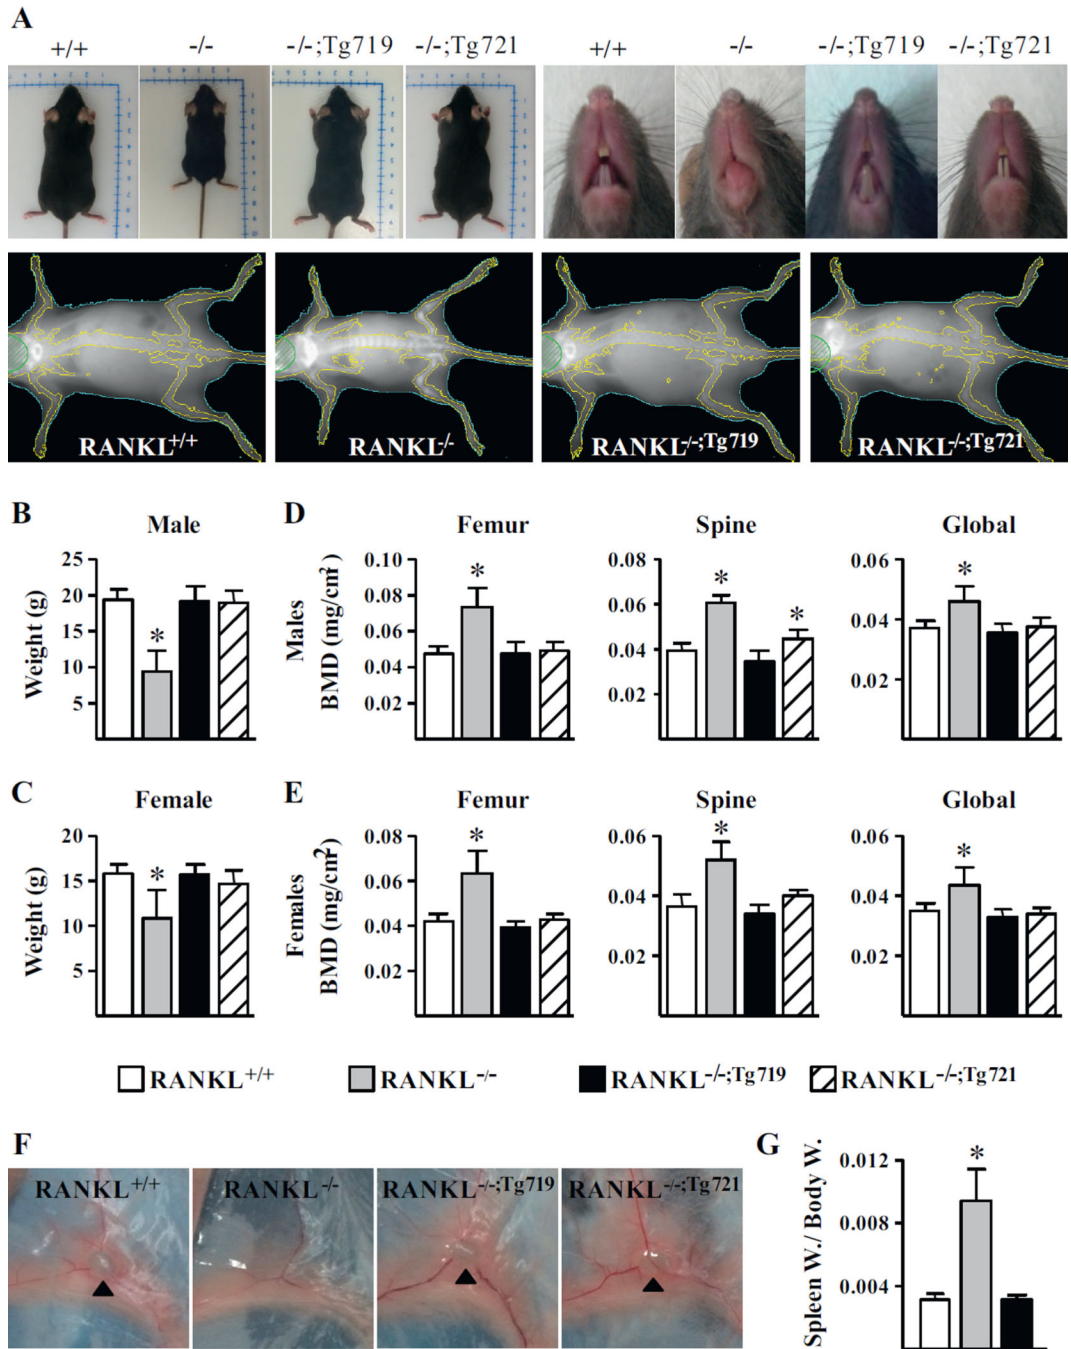 A
+/+ -/- -/-;Tg719 -/-;Tg721 +/+ -/- -/-;Tg719 -/-;Tg721
RANKL+/+ RANKL-/- RANKL-/-;Tg719 RANKL-/-;Tg721
B
Male
Weight (g)
25
20
15
10
5
*
D
Males
BMD (mg/cm2)
Femur
0.10
0.08
0.06
0.04
0.02
*
Spine
0.08
0.06
0.04
0.02
* *
Global
0.06
0.04
0.02
*
C
Female
Weight (g)
20
15
10
5
*
E
Females
BMD (mg/cm2)
Femur
0.08
0.06
0.04
0.02
*
Spine
0.06
0.04
0.02
*
Global
0.06
0.04
0.02
*
RANKL+/+ RANKL-/- RANKL-/-;Tg719 RANKL-/-;Tg721
F
RANKL+/+ RANKL-/- RANKL-/-;Tg719 RANKL-/-;Tg721
G
Spleen W./ Body W.
0.012
0.008
0.004
*